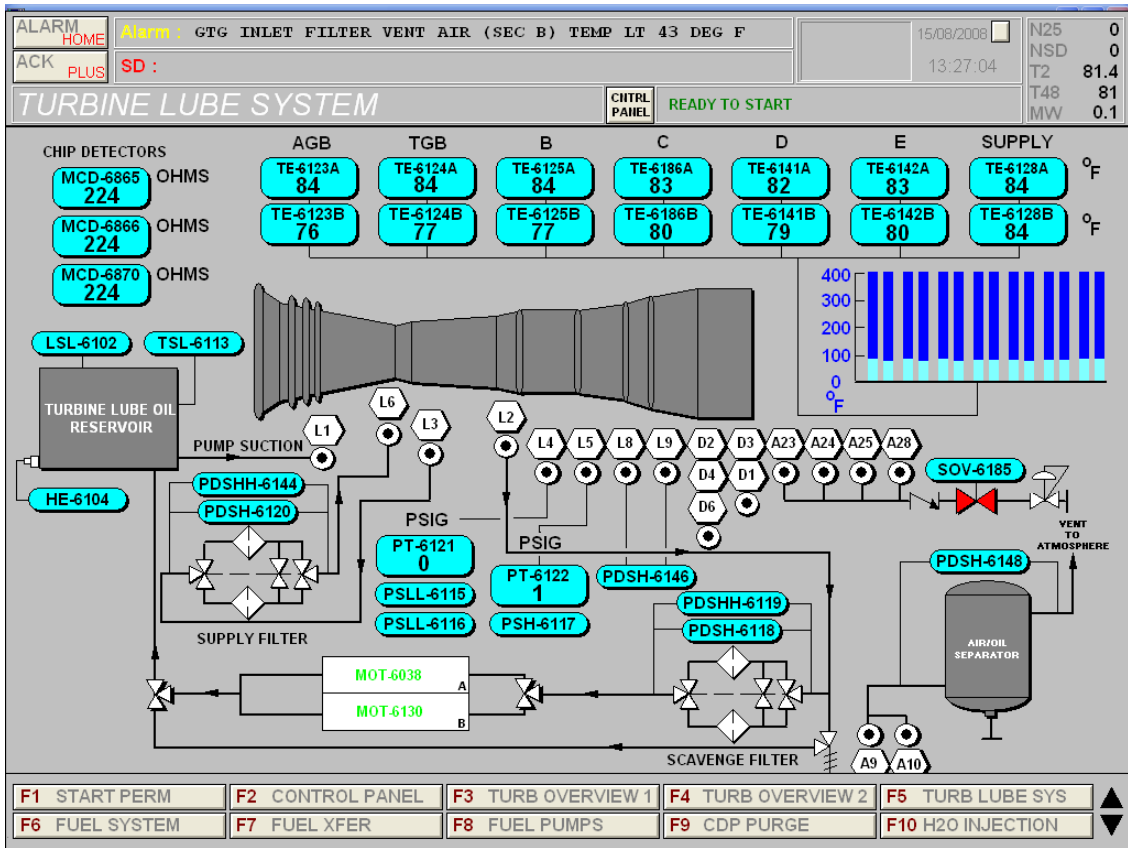 ALARM HOME
Alarm : GTG INLET FILTER VENT AIR (SEC B) TEMP LT 43 DEG F
15/08/2008
N25 0
ACK PLUS
SD :
13:27:04
NSD 0
T2 81.4
T48 81
MW 0.1
TURBINE LUBE SYSTEM
CNTRL PANEL
READY TO START
CHIP DETECTORS
AGB TGB B C D E SUPPLY
MCD-6865 224 OHMS
MCD-6866 224 OHMS
MCD-6870 224 OHMS
TE-6123A 84
TE-6124A 84
TE-6125A 84
TE-6186A 83
TE-6141A 82
TE-6142A 83
TE-6128A 84
°F
TE-6123B 76
TE-6124B 77
TE-6125B 77
TE-6186B 80
TE-6141B 79
TE-6142B 80
TE-6128B 84
°F
400
300
200
100
0
°F
LSL-6102
TSL-6113
TURBINE LUBE OIL
RESERVOIR
PUMP SUCTION
HE-6104
L1
L6
L3
L2
L4 L5 L8 L9 D2 D3 A23 A24 A25 A28
D4 D1
D6
SOV-6185
VENT
TO
ATMOSPHERE
PDSHH-6144
PDSH-6120
SUPPLY FILTER
PSIG
PT-6121
0
PSLL-6115
PSLL-6116
PSIG
PT-6122
1
PSH-6117
PDSH-6146
PDSHH-6119
PDSH-6118
PDSH-6148
AIR/OIL
SEPARATOR
MOT-6038 A
MOT-6130 B
SCAVENGE FILTER
A9 A10
F1 START PERM
F2 CONTROL PANEL
F3 TURB OVERVIEW 1
F4 TURB OVERVIEW 2
F5 TURB LUBE SYS
F6 FUEL SYSTEM
F7 FUEL XFER
F8 FUEL PUMPS
F9 CDP PURGE
F10 H2O INJECTION